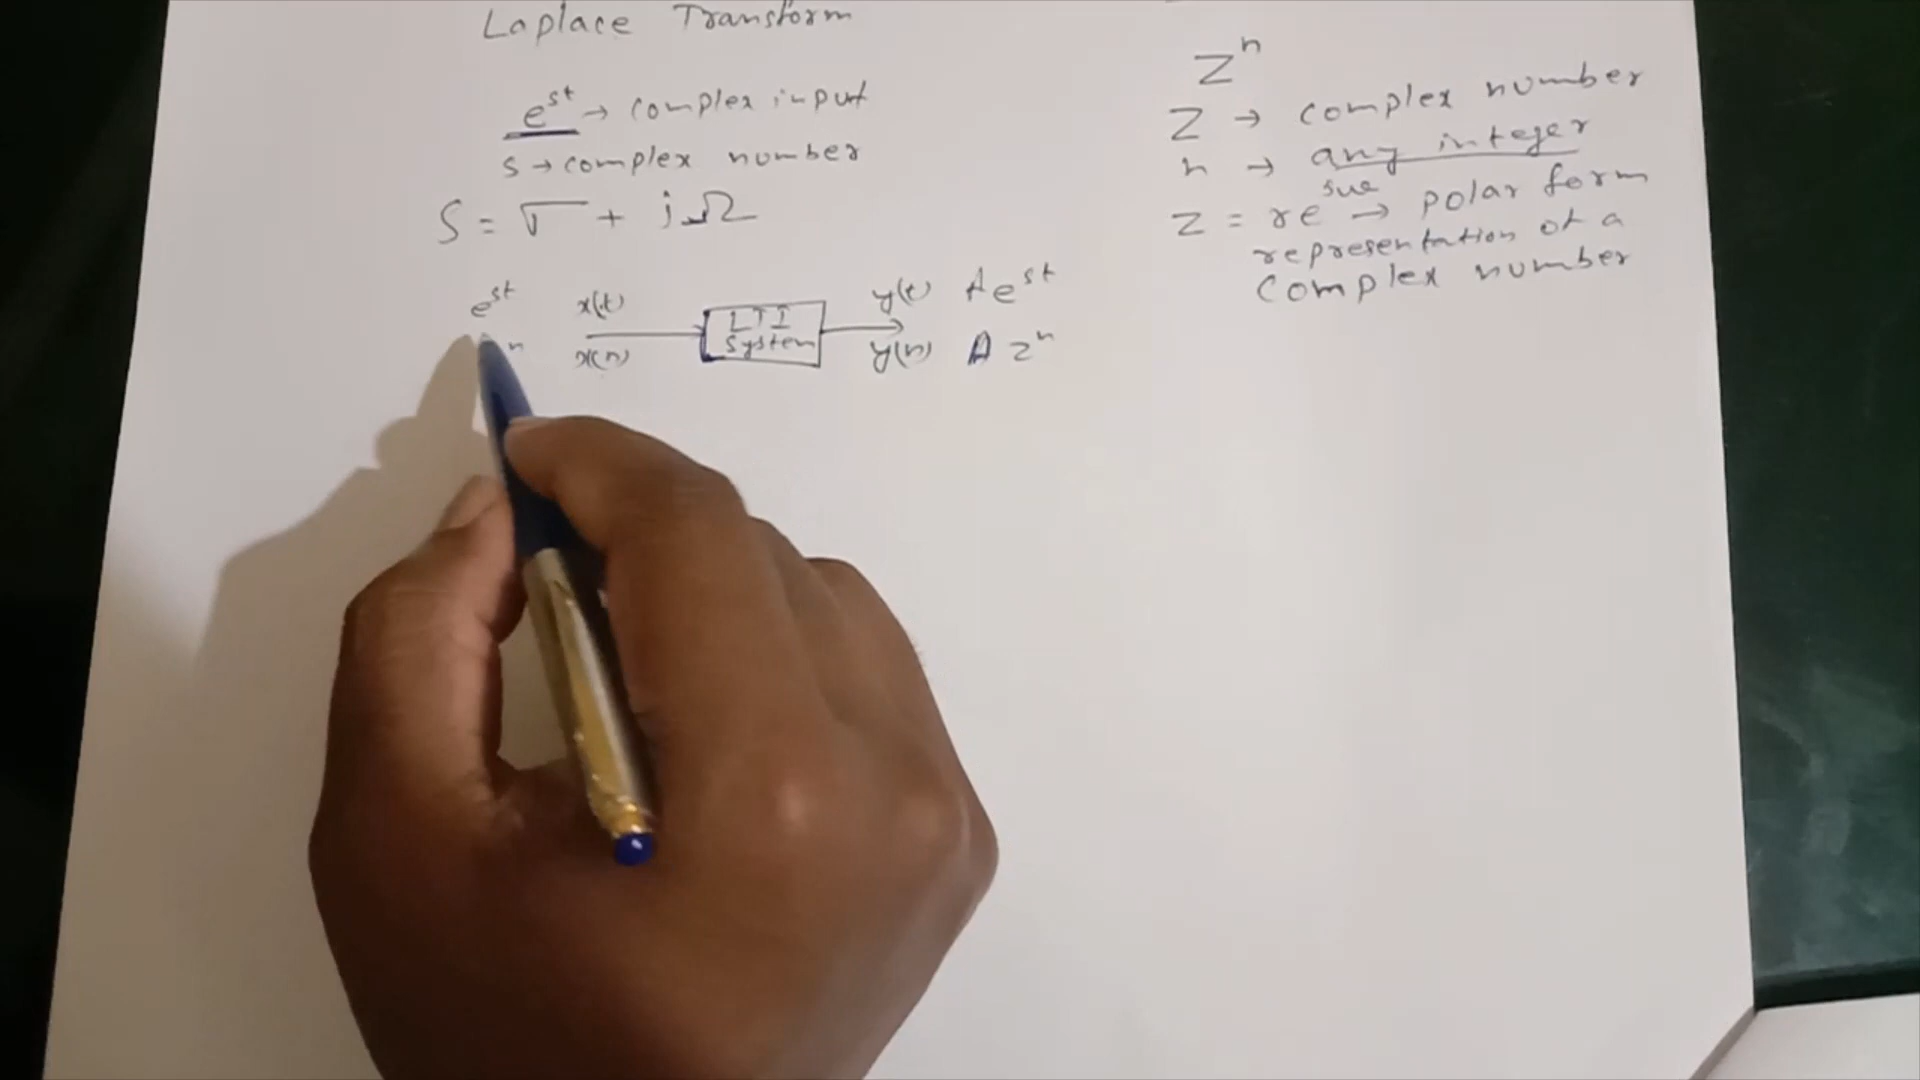 Laplace Transform
e^st → complex input
s → complex number
S = σ + jΩ
e^st x(t) LTI System y(t) Ae^st
n x(n) y(n) A z^n
Z^n
Z → complex number
n → any integer
Z = re → polar form
representation of a
complex number